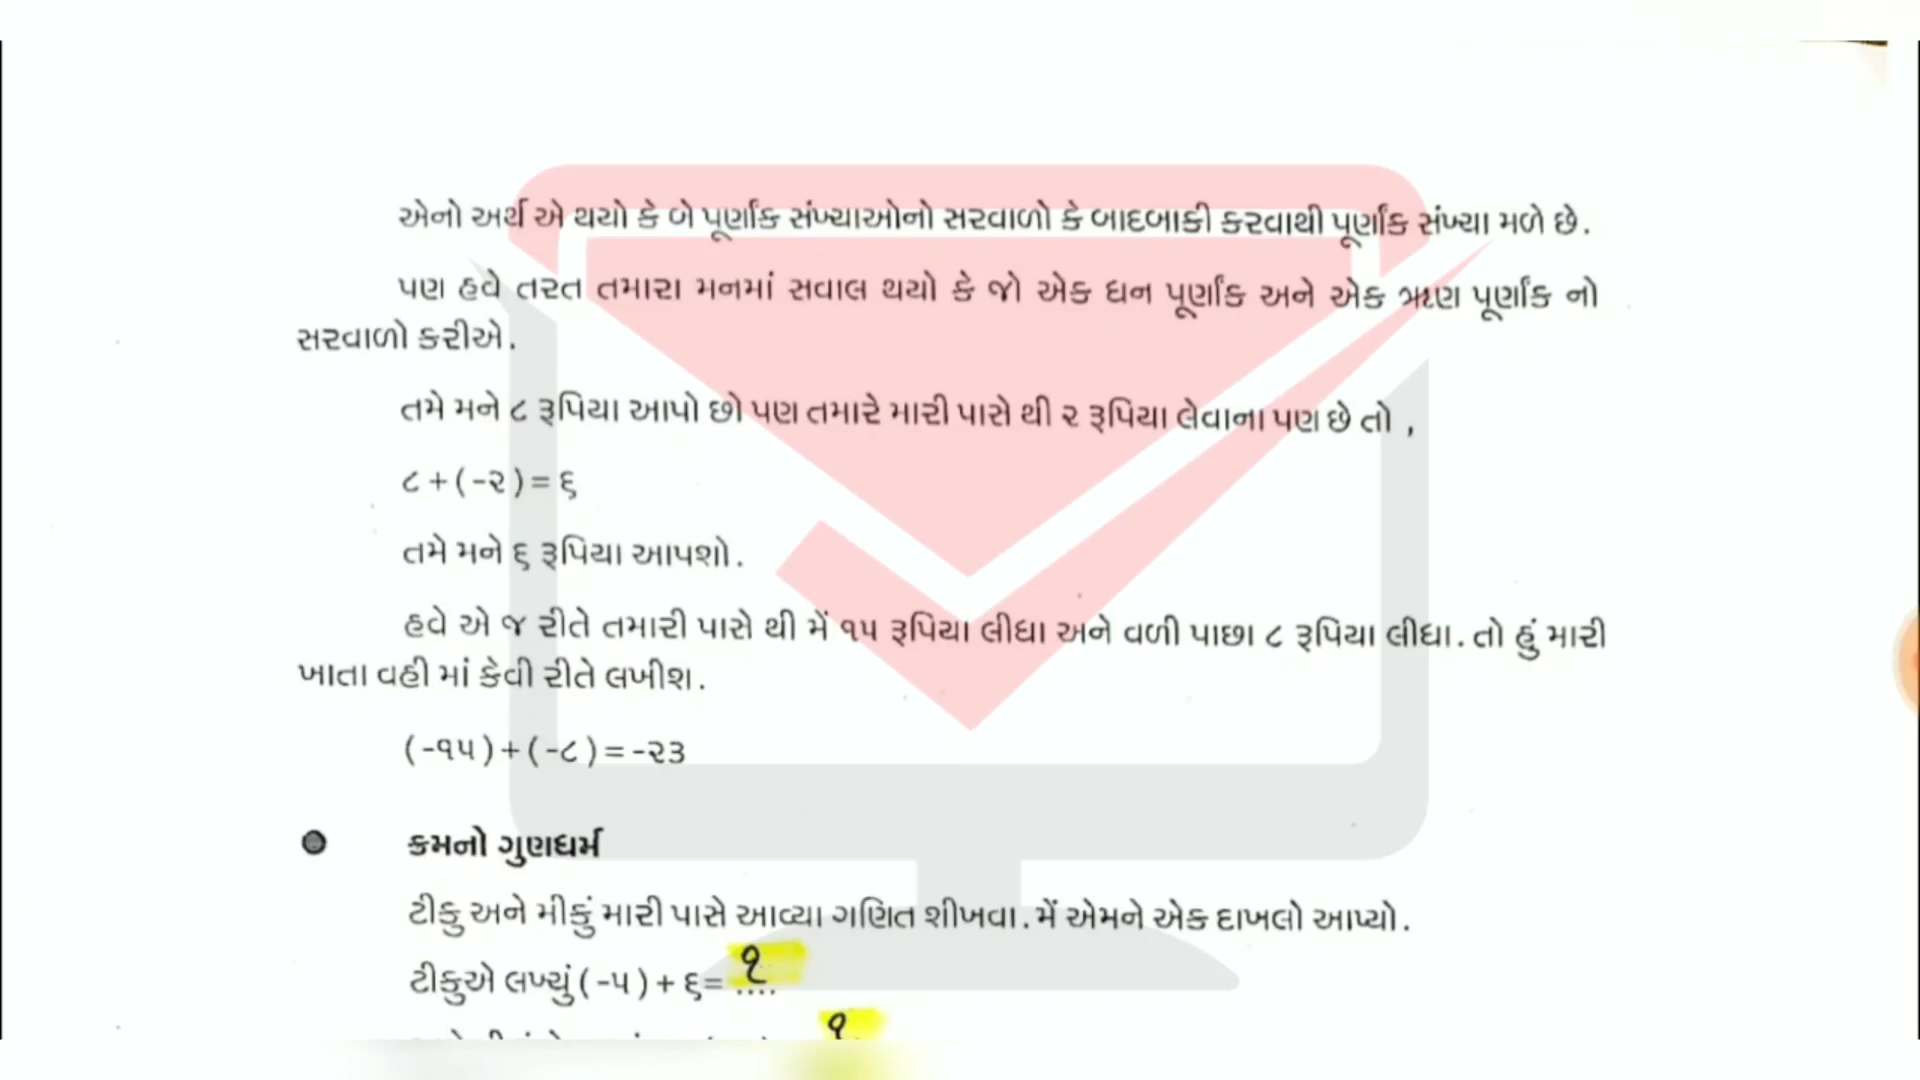 એનો અર્થ એ થયો કે બે પૂર્ણાંક સંખ્યાઓનો સરવાળો કે બાદબાકી કરવાથી પૂર્ણાંક સંખ્યા મળે છે.
પણ હવે તરત તમારા મનમાં સવાલ થયો કે જો એક ધન પૂર્ણાંક અને એક ઋણ પૂર્ણાંક નો
સરવાળો કરીએ.
તમે મને ૮ રૂપિયા આપો છો પણ તમારે મારી પાસે થી ૨ રૂપિયા લેવાના પણ છે તો ,
૮+(-૨)=૬
તમે મને ૬ રૂપિયા આપશો.
હવે એ જ રીતે તમારી પાસે થી મેં ૧૫ રૂપિયા લીધા અને વળી પાછા ૮ રૂપિયા લીધા. તો હું મારી
ખાતા વહી માં કેવી રીતે લખીશ.
(-૧૫)+(-૮)=-૨૩
ક્રમનો ગુણધર્મ
ટીકુ અને મીકું મારી પાસે આવ્યા ગણિત શીખવા. મેં એમને એક દાખલો આપ્યો.
ટીકુએ લખ્યું (-૫)+ ૬= ૧ ....
૧